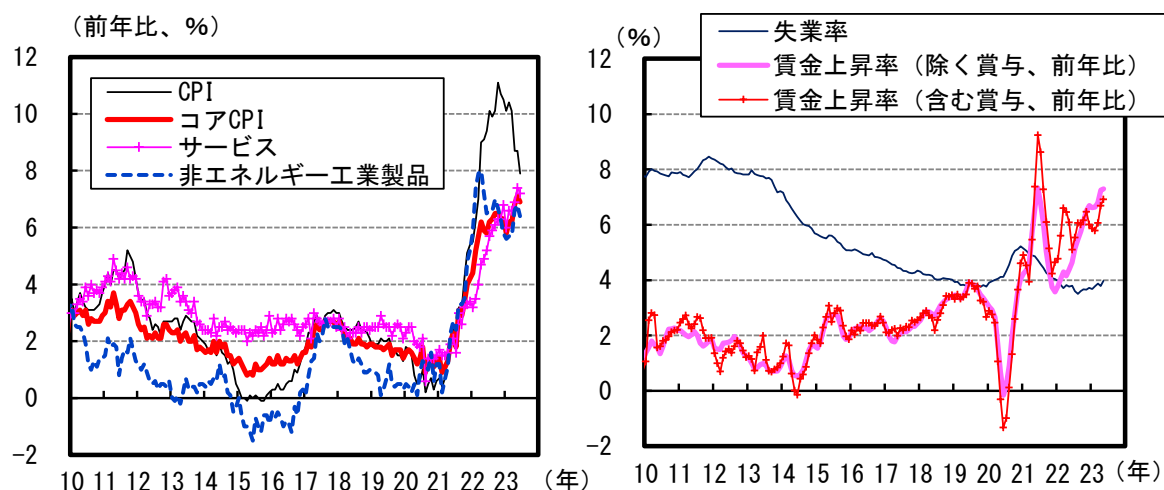 （前年比、％）
12
10
8
6
4
2
0
-2
CPI
コアCPI
サービス
非エネルギー工業製品
10 11 12 13 14 15 16 17 18 19 20 21 22 23 （年）
（％）
12
10
8
6
4
2
0
-2
失業率
賃金上昇率（除く賞与、前年比）
賃金上昇率（含む賞与、前年比）
10 11 12 13 14 15 16 17 18 19 20 21 22 23 （年）